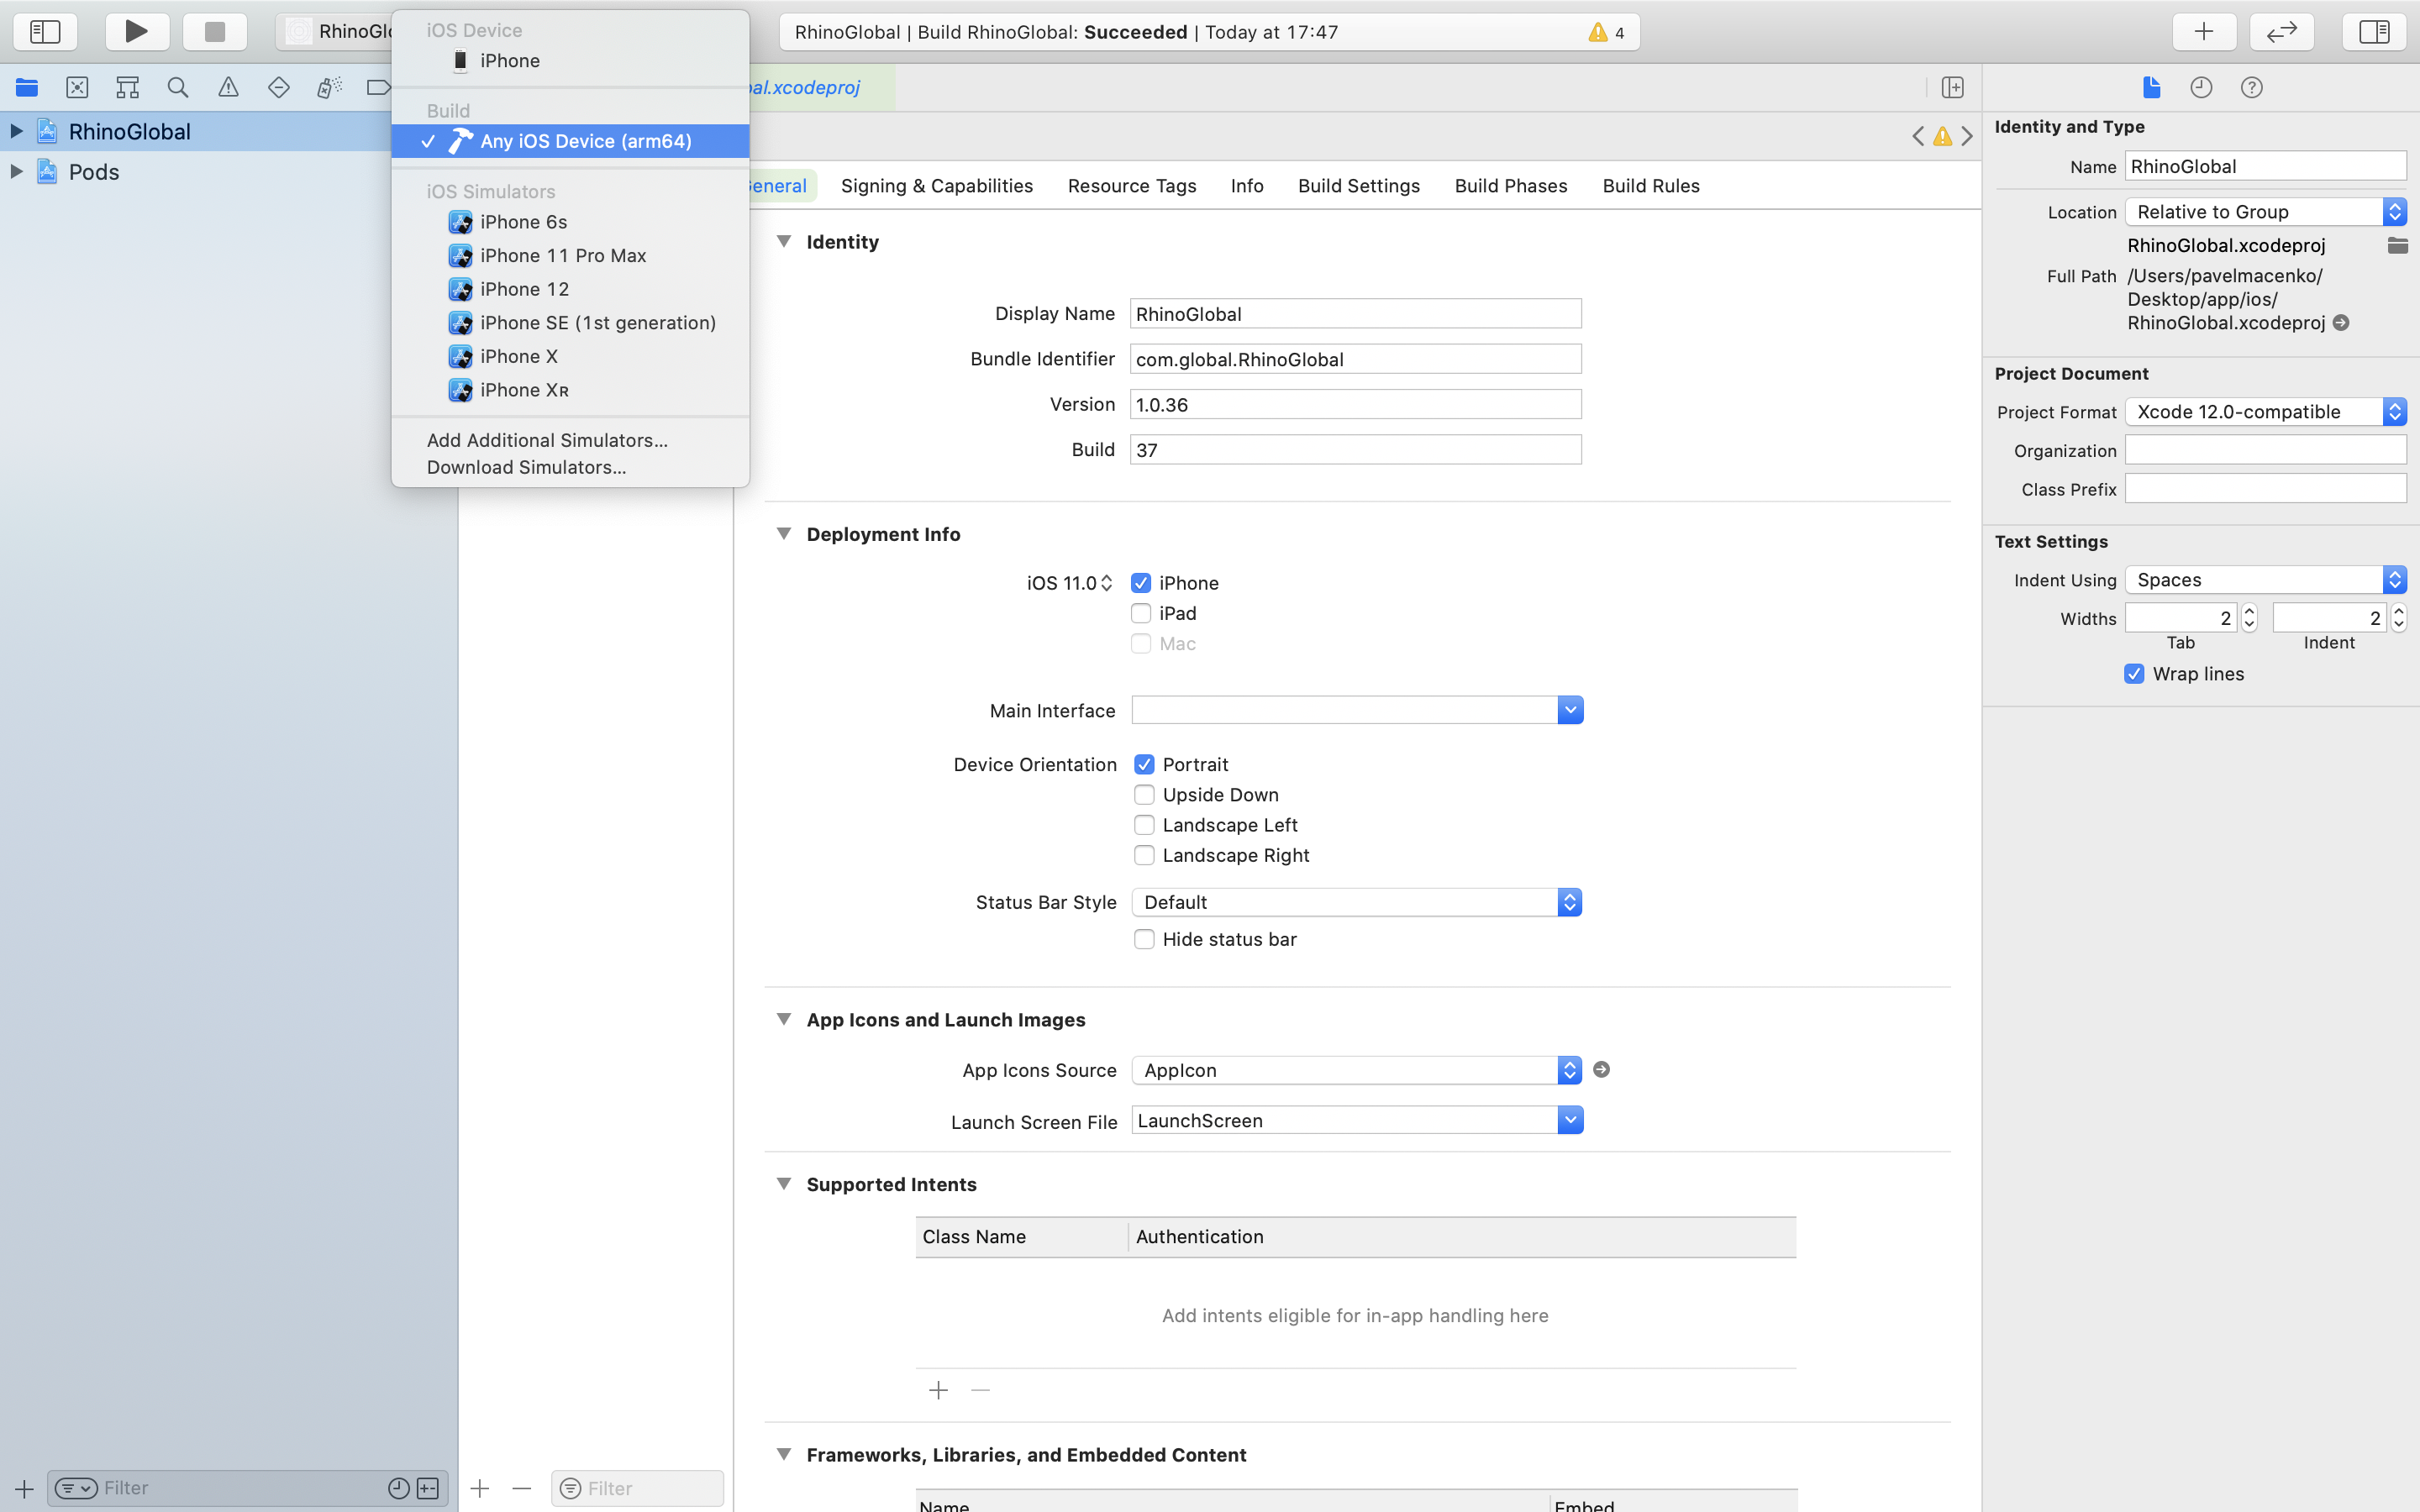 RhinoGlo
RhinoGlobal | Build RhinoGlobal: Succeeded | Today at 17:47
4
iOS Device
iPhone
Build
Any iOS Device (arm64)
iOS Simulators
iPhone 6s
iPhone 11 Pro Max
iPhone 12
iPhone SE (1st generation)
iPhone X
iPhone XR
Add Additional Simulators...
Download Simulators...
RhinoGlobal
Pods
Filter
Filter
bal.xcodeproj
General
Signing & Capabilities
Resource Tags
Info
Build Settings
Build Phases
Build Rules
Identity
Display Name RhinoGlobal
Bundle Identifier com.global.RhinoGlobal
Version 1.0.36
Build 37
Deployment Info
iOS 11.0 iPhone
iPad
Mac
Main Interface
Device Orientation Portrait
Upside Down
Landscape Left
Landscape Right
Status Bar Style Default
Hide status bar
App Icons and Launch Images
App Icons Source AppIcon
Launch Screen File LaunchScreen
Supported Intents
Class Name Authentication
Add intents eligible for in-app handling here
Frameworks, Libraries, and Embedded Content
Name Embed
Identity and Type
Name RhinoGlobal
Location Relative to Group
RhinoGlobal.xcodeproj
Full Path /Users/pavelmacenko/
Desktop/app/ios/
RhinoGlobal.xcodeproj
Project Document
Project Format Xcode 12.0-compatible
Organization
Class Prefix
Text Settings
Indent Using Spaces
Widths 2 2
Tab Indent
Wrap lines